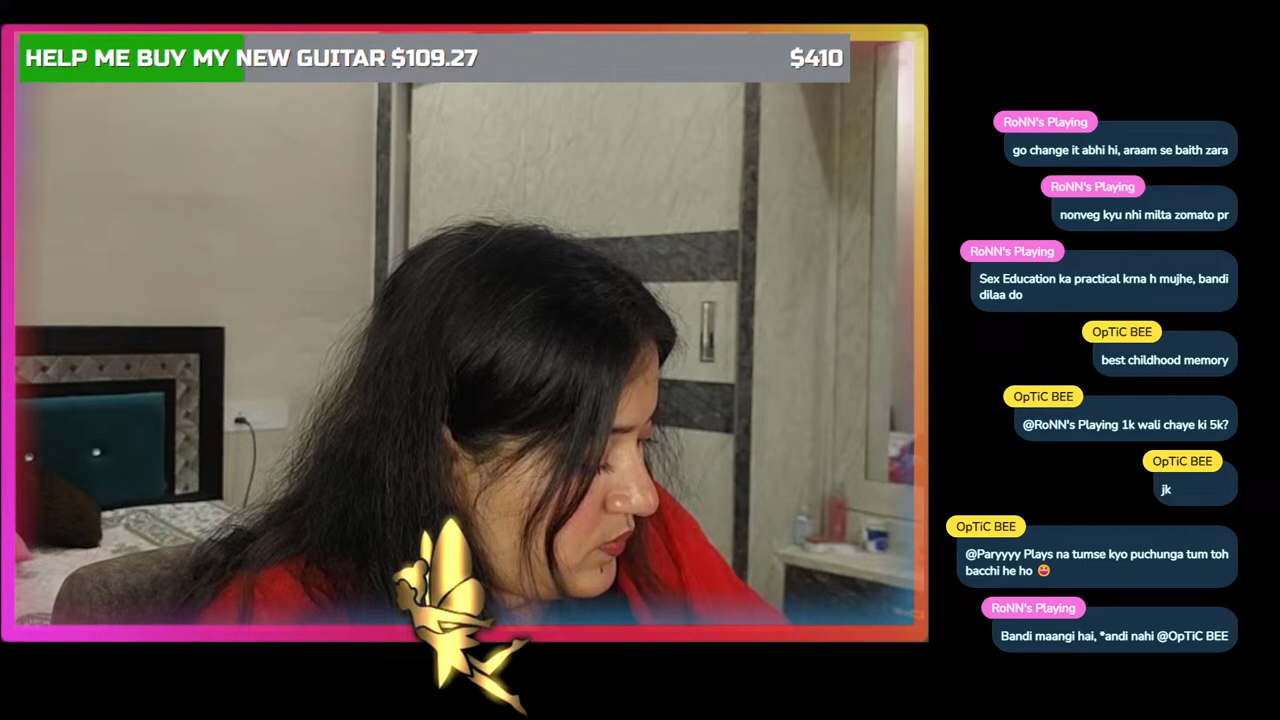 HELP ME BUY MY NEW GUITAR $109.27 $410
RoNN's Playing
go change it abhi hi, araam se baith zara
RoNN's Playing
nonveg kyu nhi milta zomato pr
RoNN's Playing
Sex Education ka practical krna h mujhe, bandi
dilaa do
OpTiC BEE
best childhood memory
OpTiC BEE
@RoNN's Playing 1k wali chaye ki 5k?
OpTiC BEE
jk
OpTiC BEE
@Paryyyy Plays na tumse kyo puchunga tum toh
bacchi he ho 😝
RoNN's Playing
Bandi maangi hai, *andi nahi @OpTiC BEE